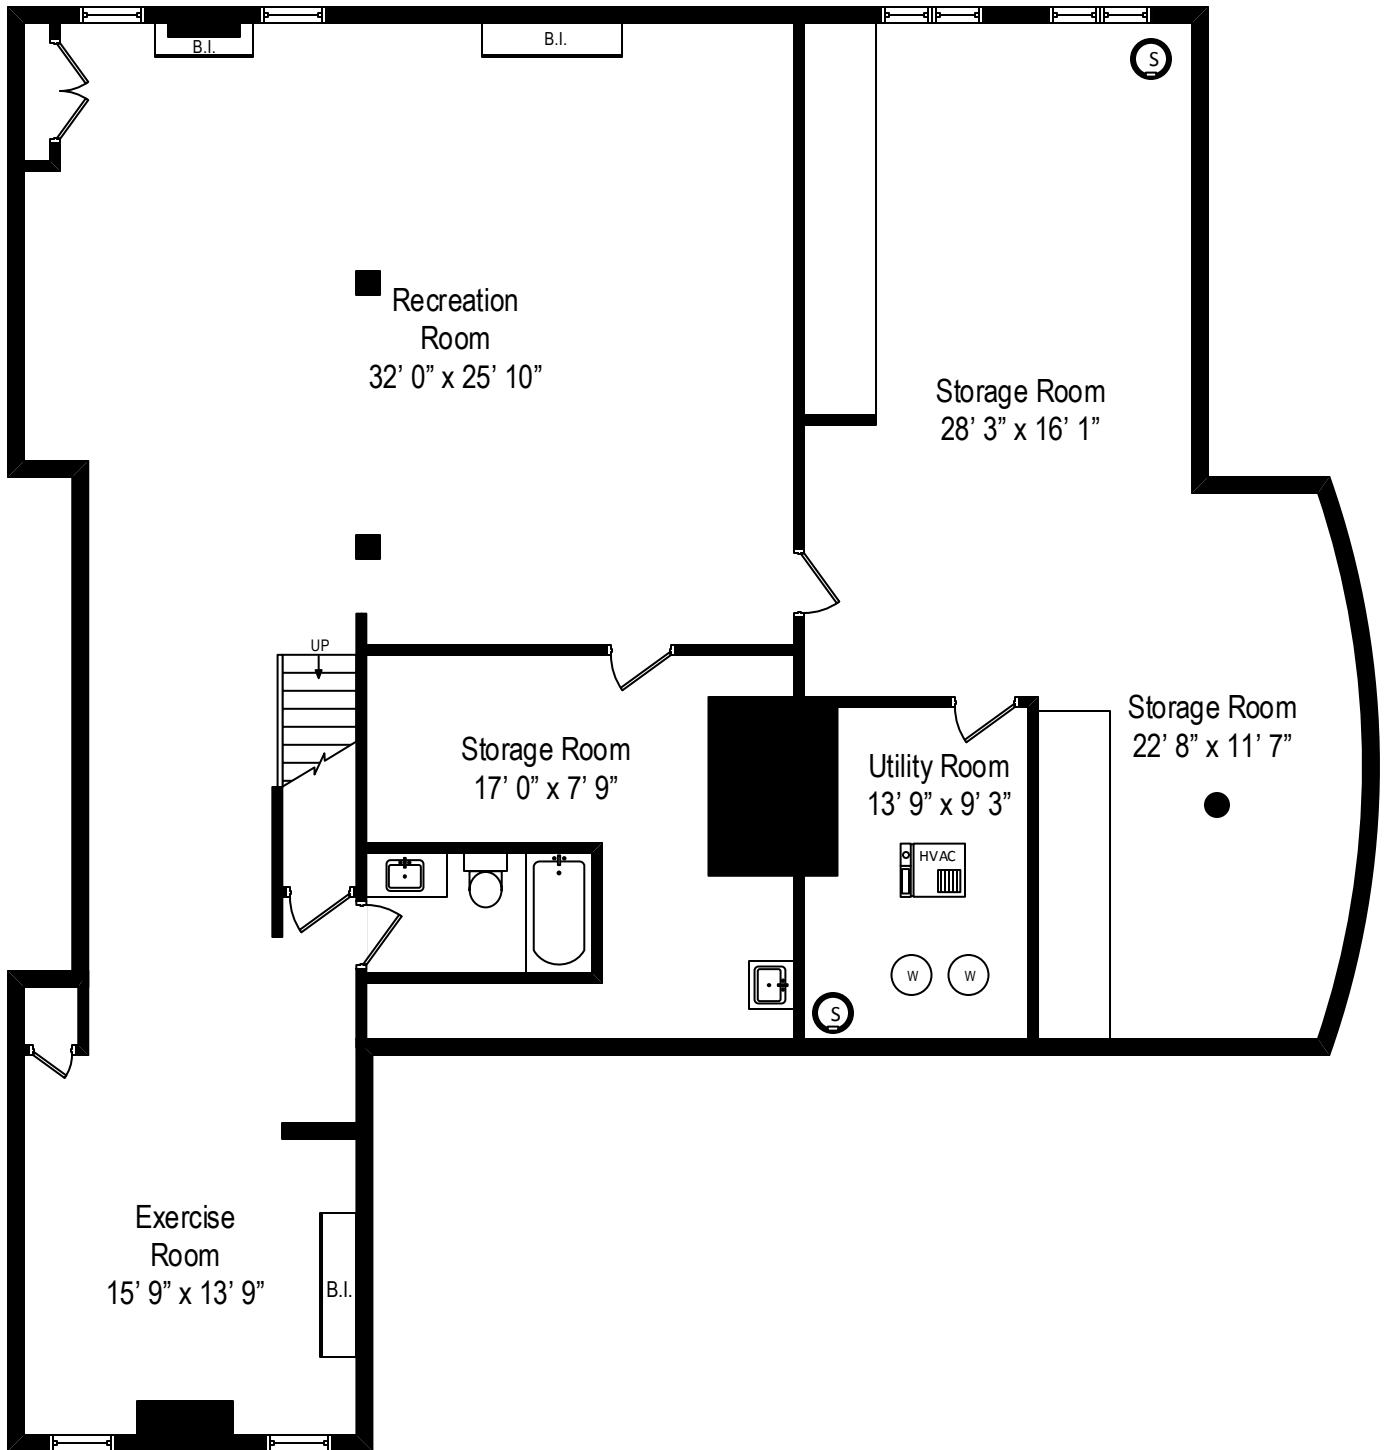 B.I.
B.I.
S
Recreation
Room
32’ 0” x 25’ 10”
Storage Room
28’ 3” x 16’ 1”
UP
Storage Room
17’ 0” x 7’ 9”
Utility Room
13’ 9” x 9’ 3”
Storage Room
22’ 8” x 11’ 7”
HVAC
W
W
S
Exercise
Room
15’ 9” x 13’ 9”
B.I.